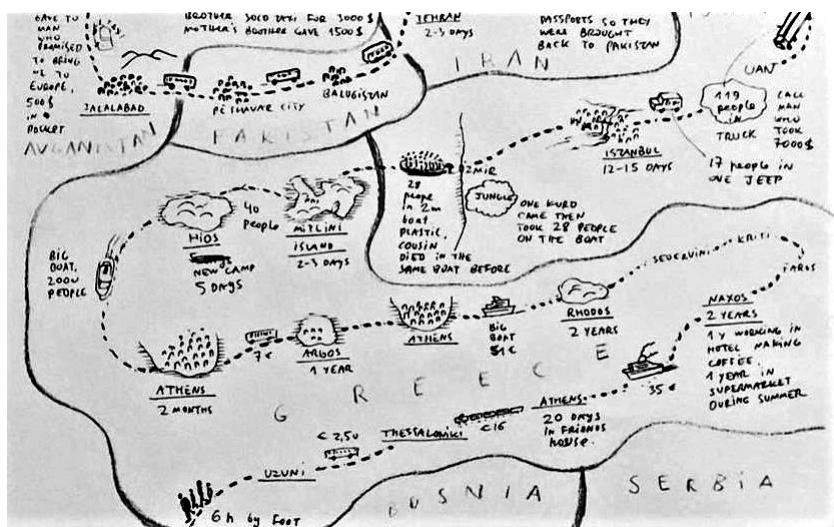 GAVE TO
MAN
WHO
PROMISED
TO BRING
ME TO
EUROPE,
500$
IN
POCKET
BROTHER SOLD TAXI FOR 3000$
MOTHER'S BROTHER GAVE 1500$
TEHRAN
2-3 DAYS
PASSPORTS SO THEY
WERE BROUGHT
BACK TO PAKISTAN
IRAN
VAN
JALALABAD
PESHAVAR CITY
BALUGISTAN
AVGANISTAN
PAKISTAN
119
PEOPLE
IN
TRUCK
CALL
MAN
WHO
TOOK
7000$
ISTANBUL
12-15 DAYS
17 PEOPLE IN
ONE JEEP
IZMIR
28
PEOPLE
IN 2m
BOAT
PLASTIC,
COUSIN
DIED IN THE
SAME BOAT BEFORE
JUNGLE
ONE KURD
CAME THEN
TOOK 28 PEOPLE
ON THE BOAT
MITLINI
ISLAND
2-3 DAYS
40
PEOPLE
HIOS
NEW CAMP
5 DAYS
BIG
BOAT,
2000
PEOPLE
ATHENS
2 MONTHS
7€
ARGOS
1 YEAR
ATHENS
BIG
BOAT
RHODOS
2 YEARS
KRITI
PAROS
NAXOS
2 YEARS
1 Y WORKING IN
HOTEL MAKING
COFFEE.
1 YEAR IN
SUPERMARKET
DURING SUMMER
35 €
GREECE
ATHENS.
20 DAYS
IN FRIENDS
HOUSE.
€16
THESSALONIKI
€ 2,50
UZUNI
6 h by FOOT
BOSNIA
SERBIA